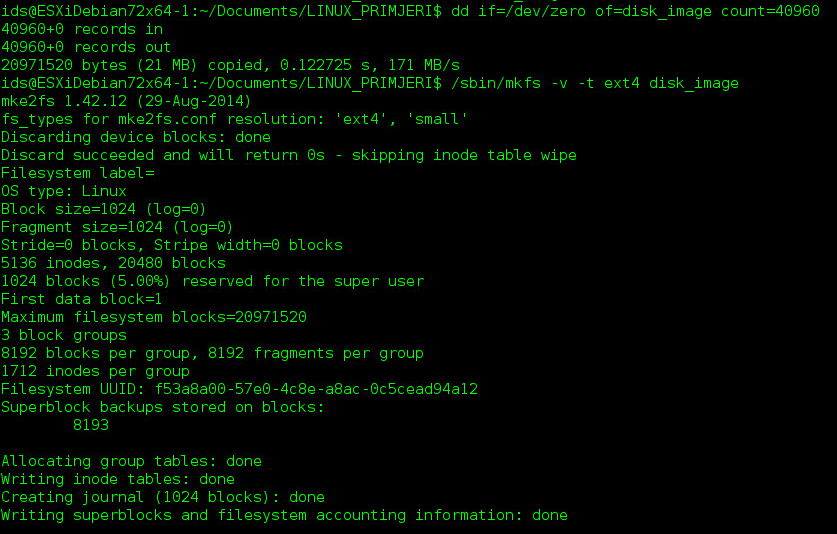 ids@ESXiDebian72x64-1:~/Documents/LINUX_PRIMJERI$ dd if=/dev/zero of=disk_image count=40960
40960+0 records in
40960+0 records out
20971520 bytes (21 MB) copied, 0.122725 s, 171 MB/s
ids@ESXiDebian72x64-1:~/Documents/LINUX_PRIMJERI$ /sbin/mkfs -v -t ext4 disk_image
mke2fs 1.42.12 (29-Aug-2014)
fs_types for mke2fs.conf resolution: 'ext4', 'small'
Discarding device blocks: done
Discard succeeded and will return 0s - skipping inode table wipe
Filesystem label=
OS type: Linux
Block size=1024 (log=0)
Fragment size=1024 (log=0)
Stride=0 blocks, Stripe width=0 blocks
5136 inodes, 20480 blocks
1024 blocks (5.00%) reserved for the super user
First data block=1
Maximum filesystem blocks=20971520
3 block groups
8192 blocks per group, 8192 fragments per group
1712 inodes per group
Filesystem UUID: f53a8a00-57e0-4c8e-a8ac-0c5cead94a12
Superblock backups stored on blocks:
        8193

Allocating group tables: done
Writing inode tables: done
Creating journal (1024 blocks): done
Writing superblocks and filesystem accounting information: done